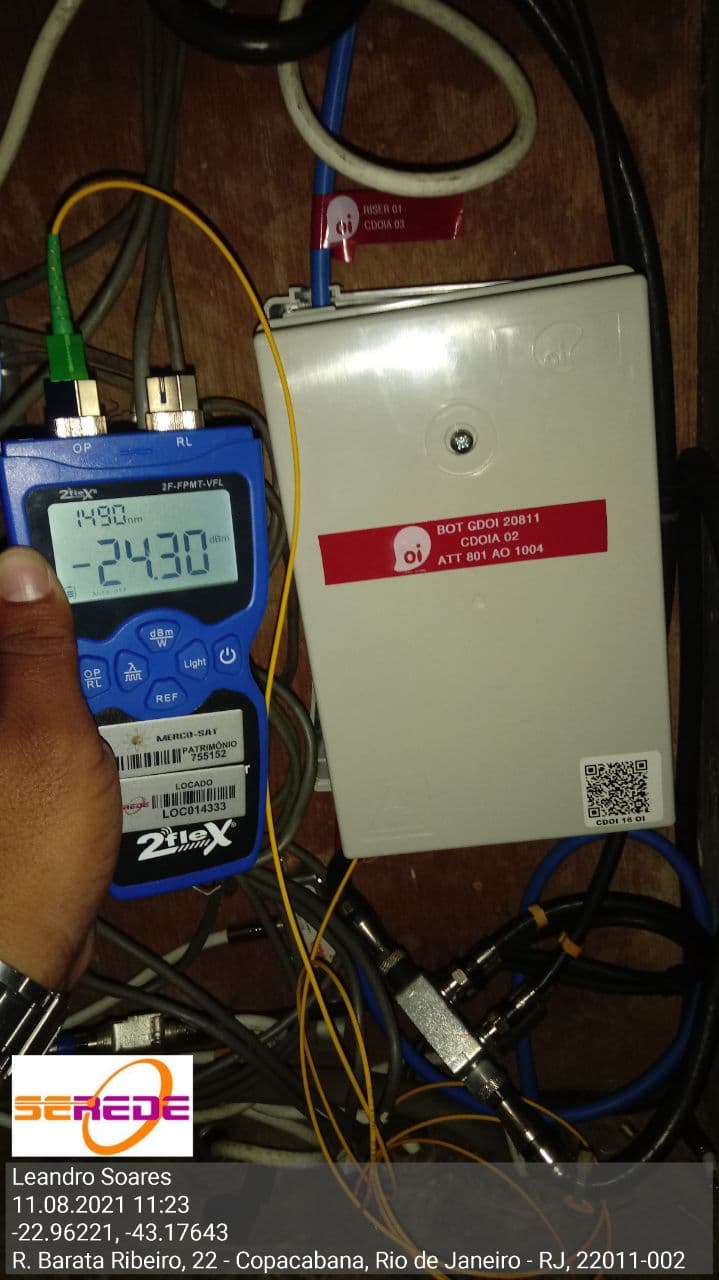 oi
RISER 01
CDOIA 03
OP
RL
2flex
2F-FPMT-VFL
1490nm
-24.30 dBm
Auto-off
dBm
W
OP
RL
λ
Light
REF
oi
BOT GDOI 20811
CDOIA 02
ATT 801 AO 1004
MERCO-SAT
PATRIMÔNIO
755152
LOCADO
LOC014333
2fleX
CDOI 16 OI
SEREDE
Leandro Soares
11.08.2021 11:23
-22.96221, -43.17643
R. Barata Ribeiro, 22 - Copacabana, Rio de Janeiro - RJ, 22011-002